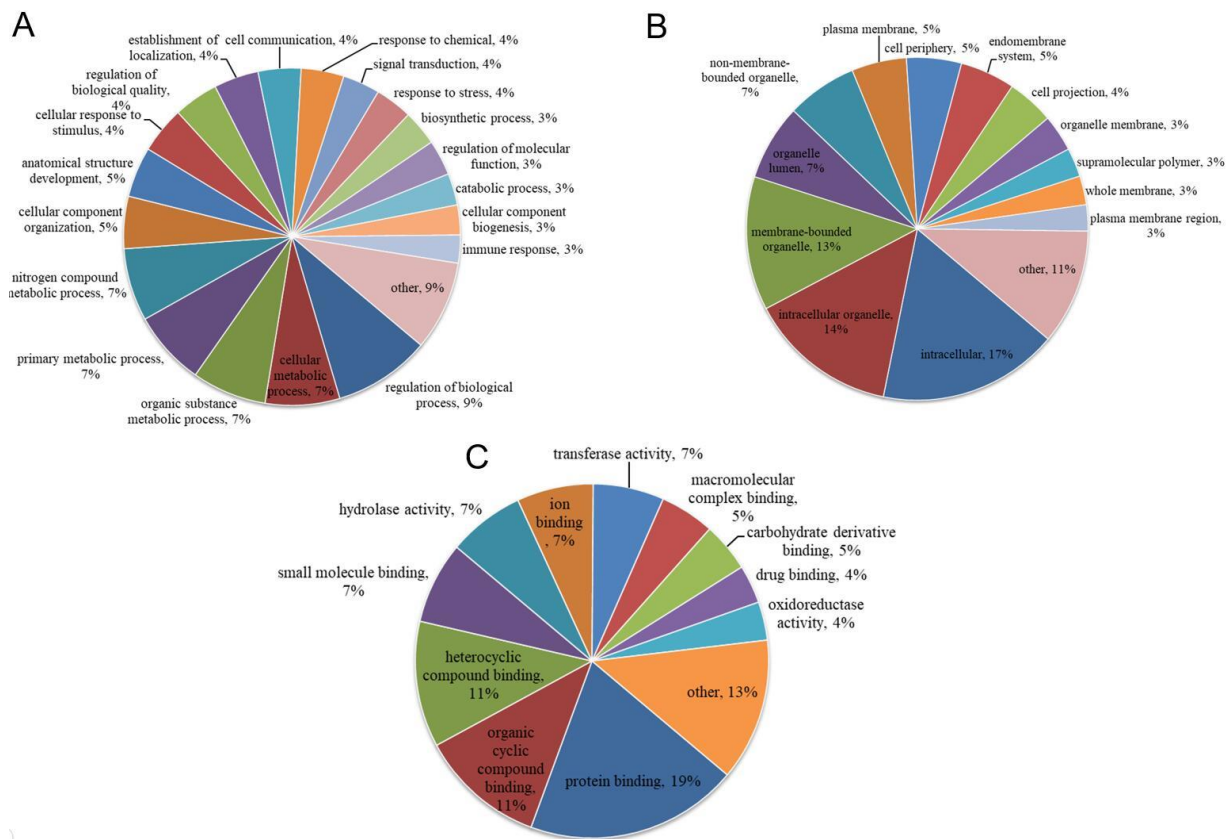 A
establishment of
localization, 4%
cell communication, 4%
response to chemical, 4%
signal transduction, 4%
regulation of
biological quality,
4%
response to stress, 4%
biosynthetic process, 3%
cellular response to
stimulus, 4%
regulation of molecular
function, 3%
anatomical structure
development, 5%
catabolic process, 3%
cellular component
organization, 5%
cellular component
biogenesis, 3%
immune response, 3%
nitrogen compound
metabolic process, 7%
other, 9%
primary metabolic process,
7%
cellular
metabolic
process, 7%
regulation of biological
process, 9%
organic substance
metabolic process, 7%
B
plasma membrane, 5%
cell periphery, 5%
endomembrane
system, 5%
non-membrane-
bounded organelle,
7%
cell projection, 4%
organelle membrane, 3%
organelle
lumen, 7%
supramolecular polymer, 3%
whole membrane, 3%
plasma membrane region,
3%
membrane-bounded
organelle, 13%
other, 11%
intracellular organelle,
14%
intracellular, 17%
C
transferase activity, 7%
macromolecular
complex binding,
5%
ion
binding
, 7%
hydrolase activity, 7%
carbohydrate derivative
binding, 5%
small molecule binding,
7%
drug binding, 4%
oxidoreductase
activity, 4%
heterocyclic
compound binding,
11%
other, 13%
organic
cyclic
compound
binding,
11%
protein binding, 19%